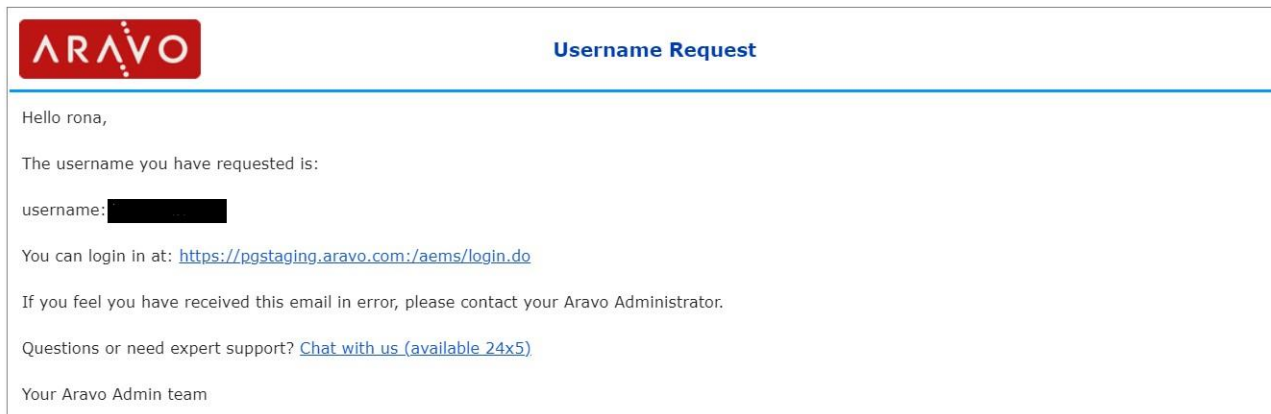 ARAVO
Username Request
Hello rona,
The username you have requested is:
username:
You can login in at: https://pgstaging.aravo.com:/aems/login.do
If you feel you have received this email in error, please contact your Aravo Administrator.
Questions or need expert support? Chat with us (available 24x5)
Your Aravo Admin team